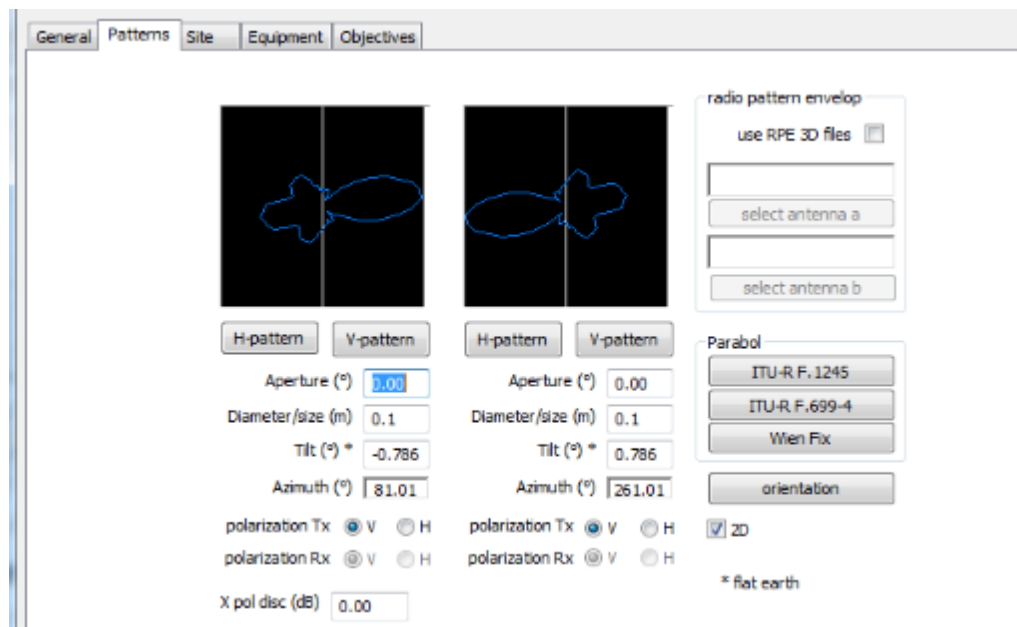 General Patterns Site Equipment Objectives
radio pattern envelop
use RPE 3D files
select antenna a
select antenna b
H-pattern V-pattern H-pattern V-pattern
Parabol
ITU-R F.1245
ITU-R F.699-4
Wien Fix
Aperture (º) 0.00 Aperture (º) 0.00
Diameter/size (m) 0.1 Diameter/size (m) 0.1
Tilt (º) * -0.786 Tilt (º) * 0.786
Azimuth (º) 81.01 Azimuth (º) 261.01
orientation
polarization Tx V H polarization Tx V H
2D
polarization Rx V H polarization Rx V H
* flat earth
X pol disc (dB) 0.00